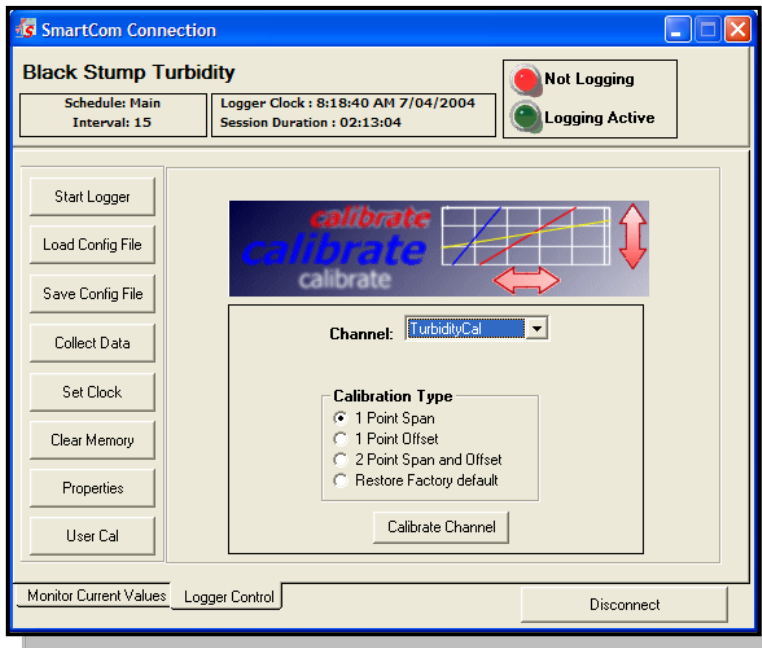 SmartCom Connection
Black Stump Turbidity
Schedule: Main
Interval: 15
Logger Clock : 8:18:40 AM 7/04/2004
Session Duration : 02:13:04
Not Logging
Logging Active
Start Logger
Load Config File
Save Config File
Collect Data
Set Clock
Clear Memory
Properties
User Cal
calibrate
calibrate
calibrate
Channel: TurbidityCal
Calibration Type
1 Point Span
1 Point Offset
2 Point Span and Offset
Restore Factory default
Calibrate Channel
Monitor Current Values
Logger Control
Disconnect